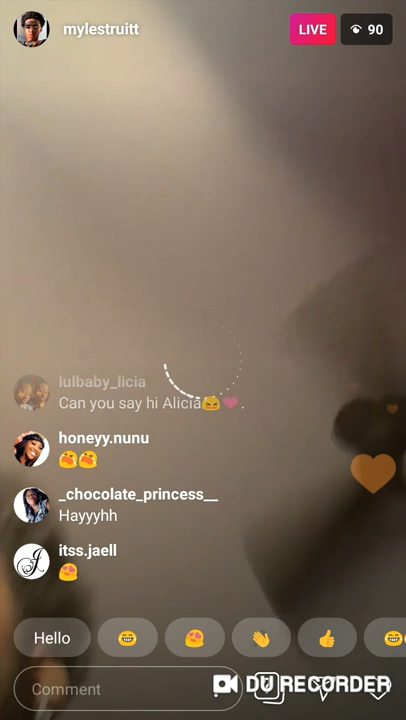 mylestruitt
LIVE
90
lulbaby_licia
Can you say hi Alicia😫❤️.
honeyy.nunu
😭😭
_chocolate_princess__
Hayyyhh
itss.jaell
😍
Hello 😂 😍 👋 👍 😂
Comment
DU RECORDER